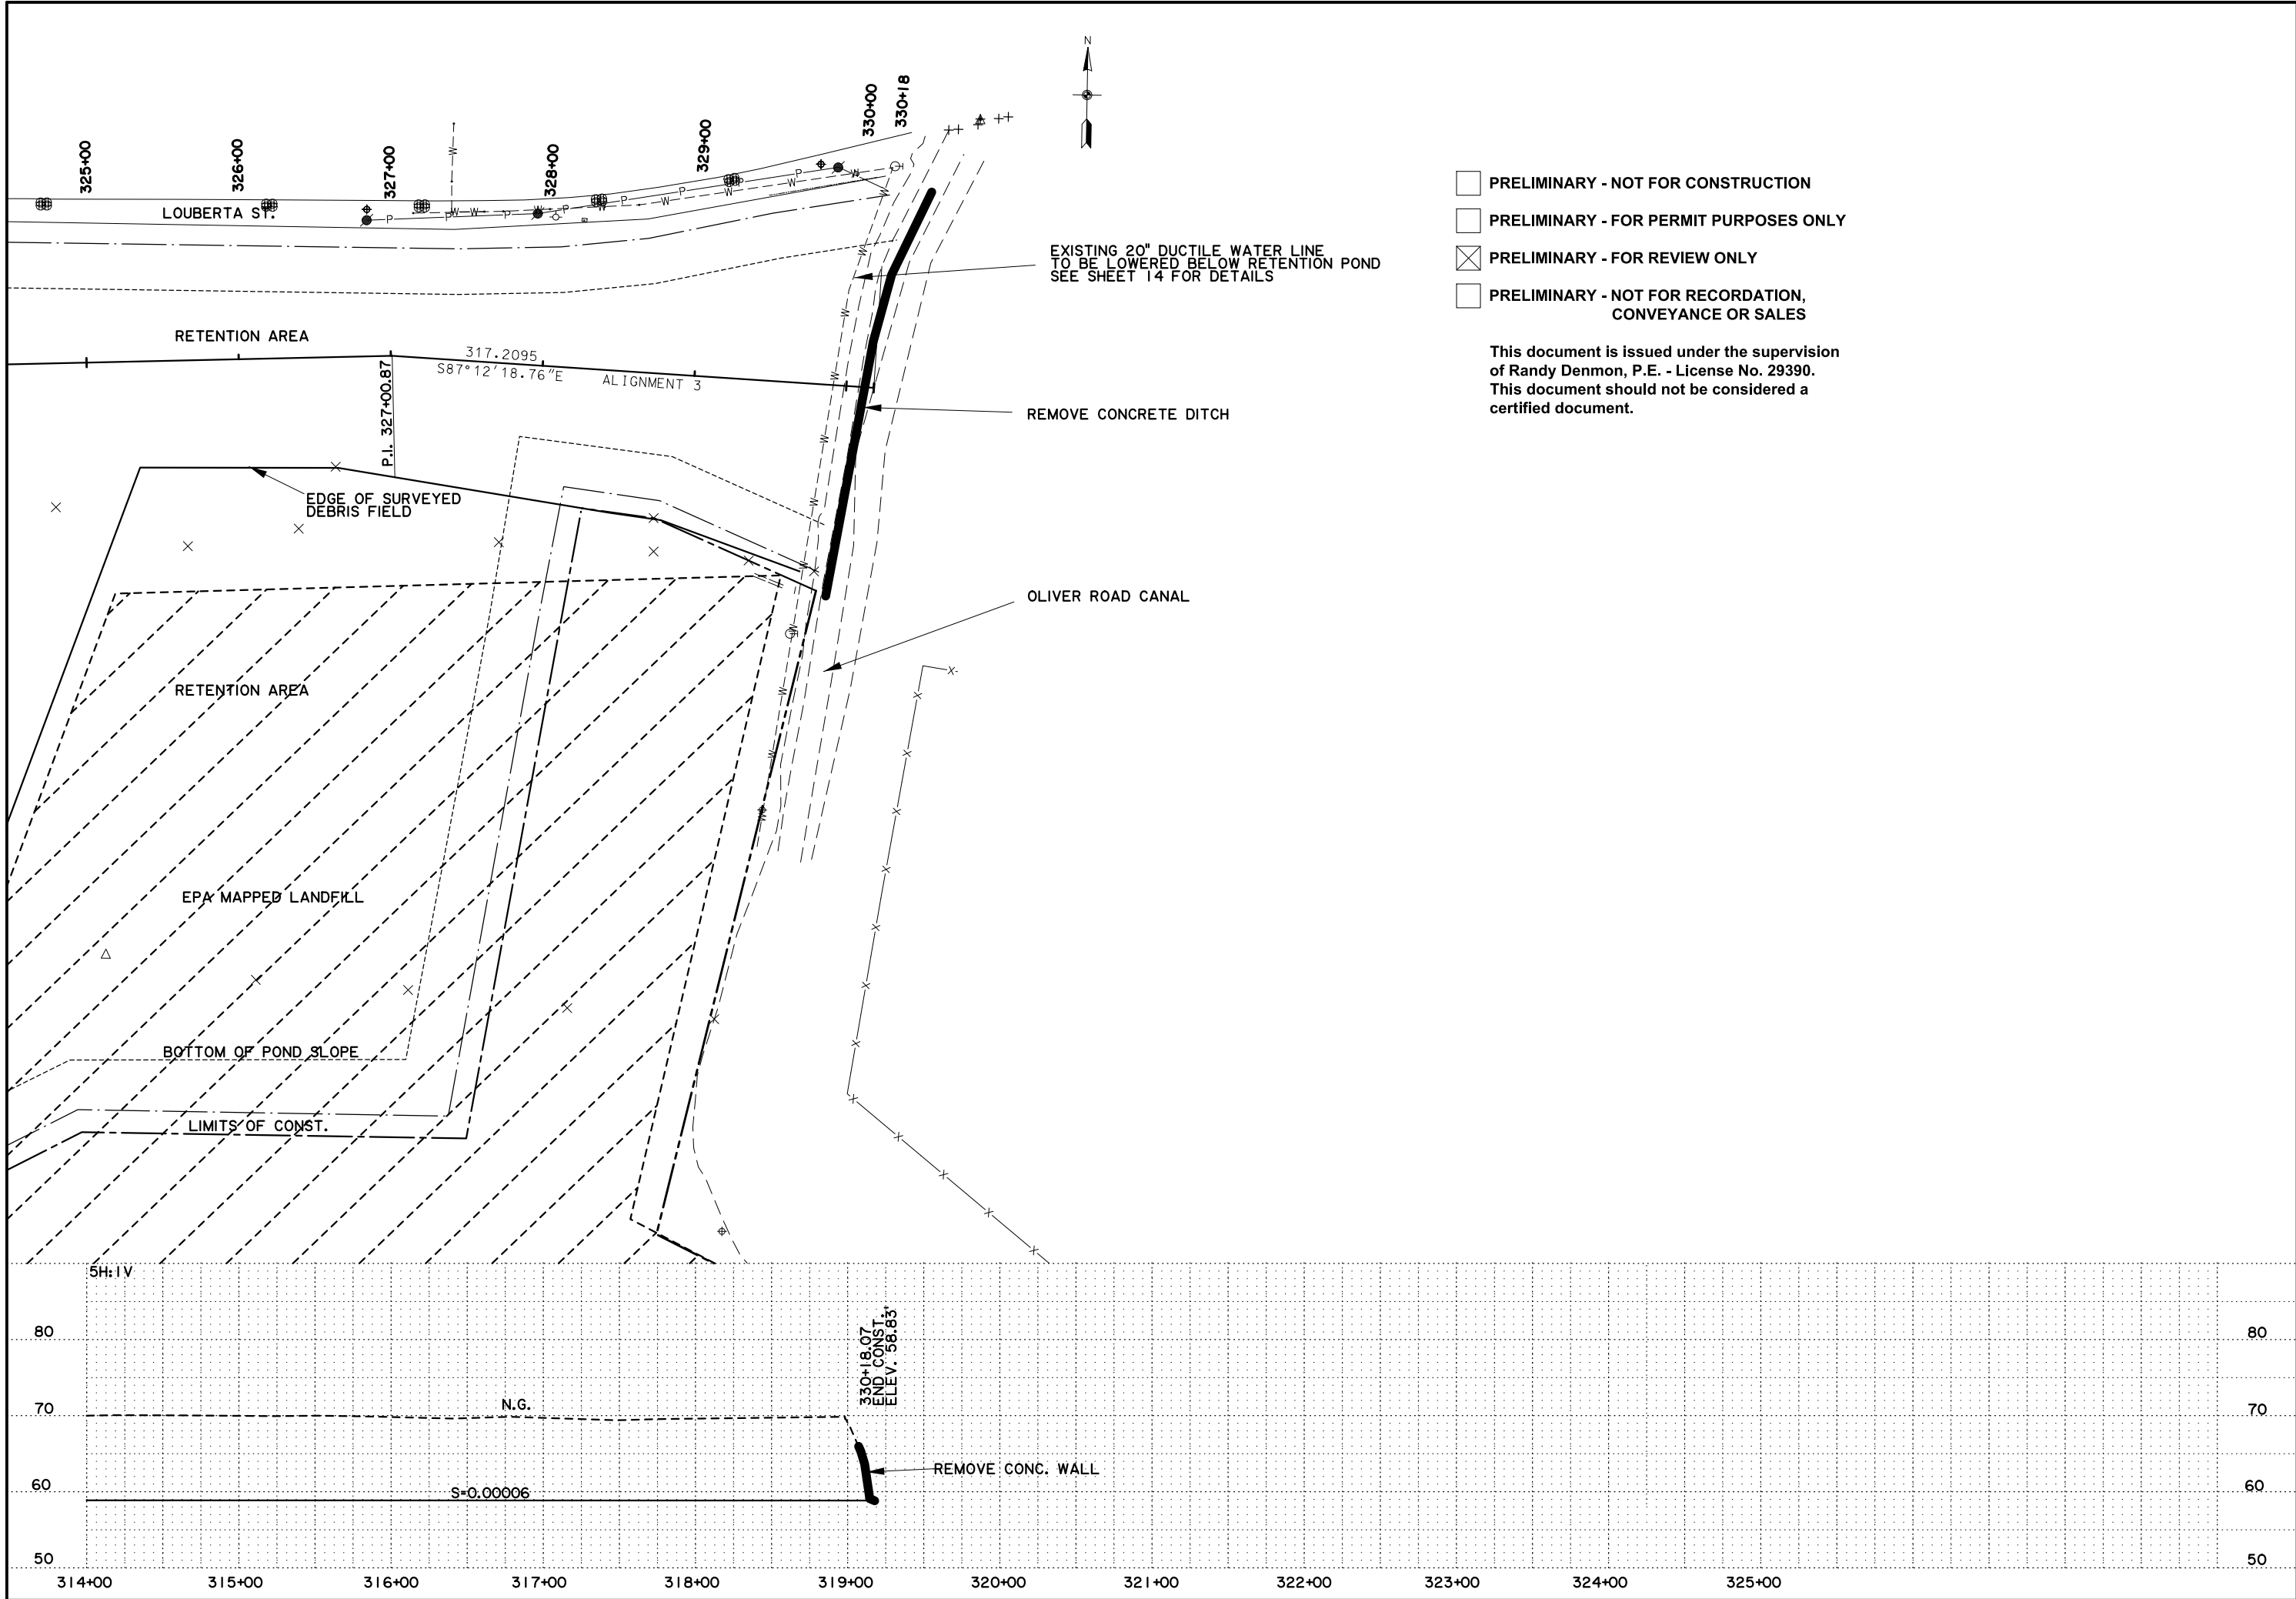 N
325+00
326+00
327+00
328+00
329+00
330+00
330+18
LOUBERTA ST.
PRELIMINARY - NOT FOR CONSTRUCTION
PRELIMINARY - FOR PERMIT PURPOSES ONLY
PRELIMINARY - FOR REVIEW ONLY
PRELIMINARY - NOT FOR RECORDATION,
CONVEYANCE OR SALES
This document is issued under the supervision
of Randy Denmon, P.E. - License No. 29390.
This document should not be considered a
certified document.
EXISTING 20" DUCTILE WATER LINE
TO BE LOWERED BELOW RETENTION POND
SEE SHEET 14 FOR DETAILS
RETENTION AREA
317.2095
S87°12'18.76"E
ALIGNMENT 3
P.I. 327+00.87
REMOVE CONCRETE DITCH
EDGE OF SURVEYED
DEBRIS FIELD
OLIVER ROAD CANAL
RETENTION AREA
EPA MAPPED LANDFILL
BOTTOM OF POND SLOPE
LIMITS OF CONST.
5H:1V
330+18.07
END CONST.
ELEV. 58.83'
80
80
70
N.G.
70
REMOVE CONC. WALL
60
S=0.00006
60
50
50
314+00
315+00
316+00
317+00
318+00
319+00
320+00
321+00
322+00
323+00
324+00
325+00